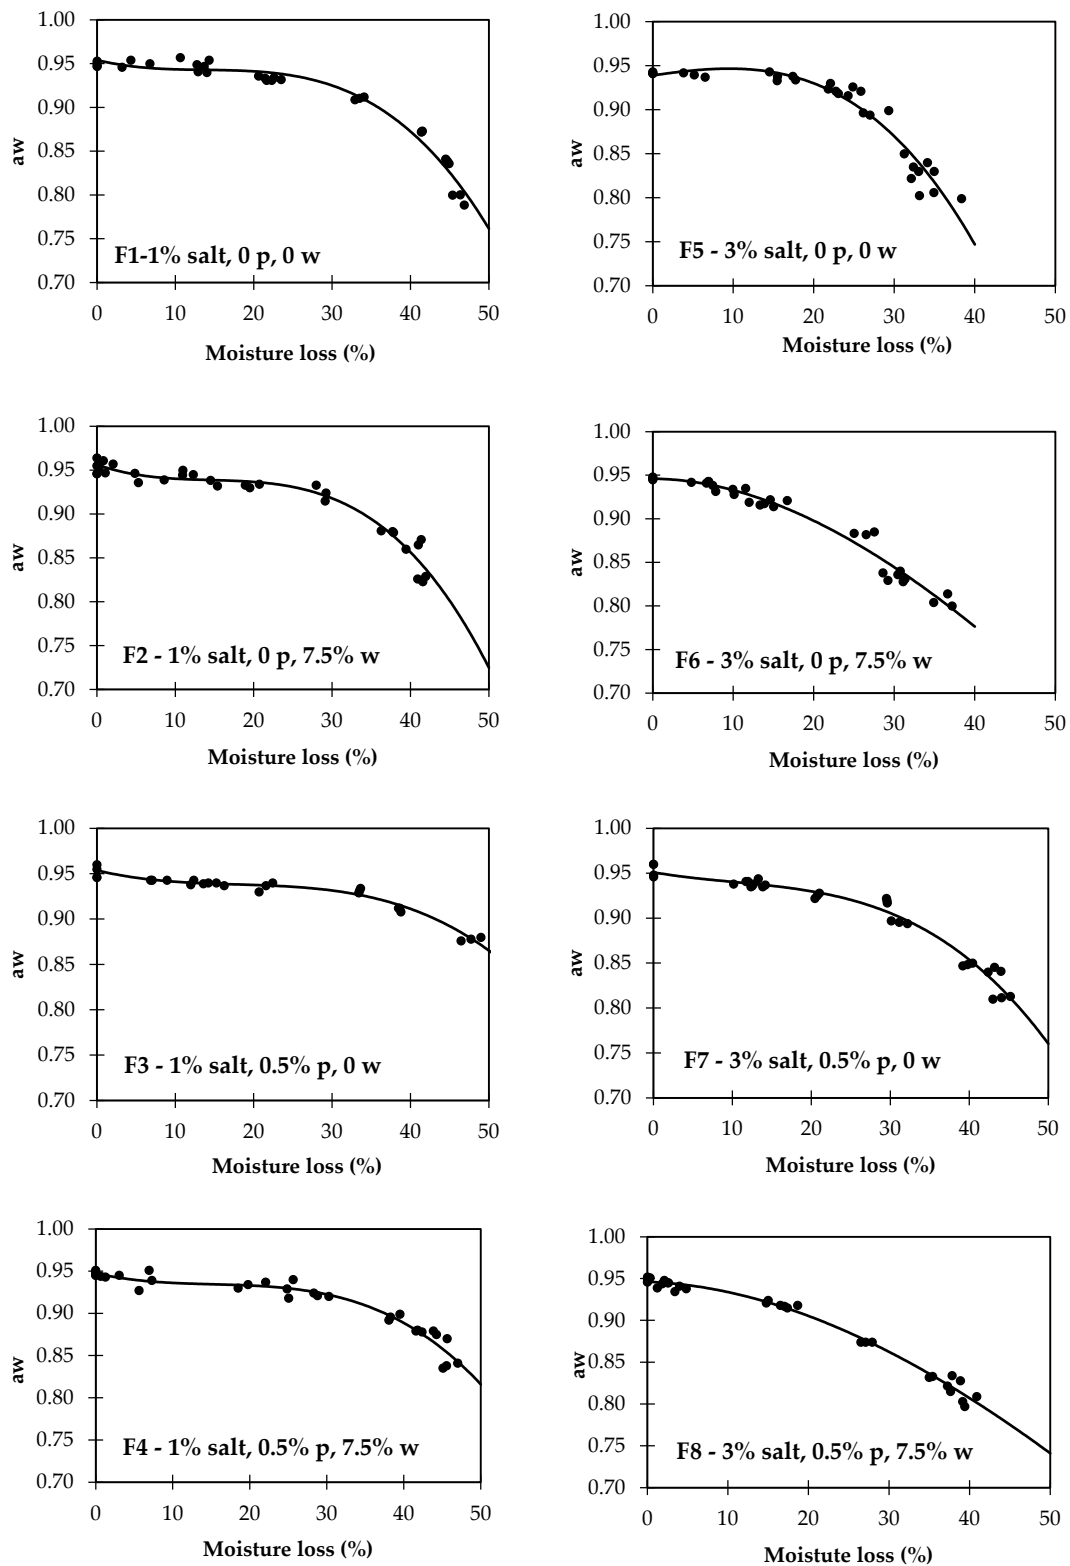 1.00
0.95
0.90
0.85
0.80
0.75
0.70
aw
F1-1% salt, 0 p, 0 w
0 10 20 30 40 50
Moisture loss (%)
1.00
0.95
0.90
0.85
0.80
0.75
0.70
aw
F5 - 3% salt, 0 p, 0 w
0 10 20 30 40 50
Moisture loss (%)
1.00
0.95
0.90
0.85
0.80
0.75
0.70
aw
F2 - 1% salt, 0 p, 7.5% w
0 10 20 30 40 50
Moisture loss (%)
1.00
0.95
0.90
0.85
0.80
0.75
0.70
aw
F6 - 3% salt, 0 p, 7.5% w
0 10 20 30 40 50
Moisture loss (%)
1.00
0.95
0.90
0.85
0.80
0.75
0.70
aw
F3 - 1% salt, 0.5% p, 0 w
0 10 20 30 40 50
Moisture loss (%)
1.00
0.95
0.90
0.85
0.80
0.75
0.70
aw
F7 - 3% salt, 0.5% p, 0 w
0 10 20 30 40 50
Moisture loss (%)
1.00
0.95
0.90
0.85
0.80
0.75
0.70
aw
F4 - 1% salt, 0.5% p, 7.5% w
0 10 20 30 40 50
Moisture loss (%)
1.00
0.95
0.90
0.85
0.80
0.75
0.70
aw
F8 - 3% salt, 0.5% p, 7.5% w
0 10 20 30 40 50
Moistute loss (%)